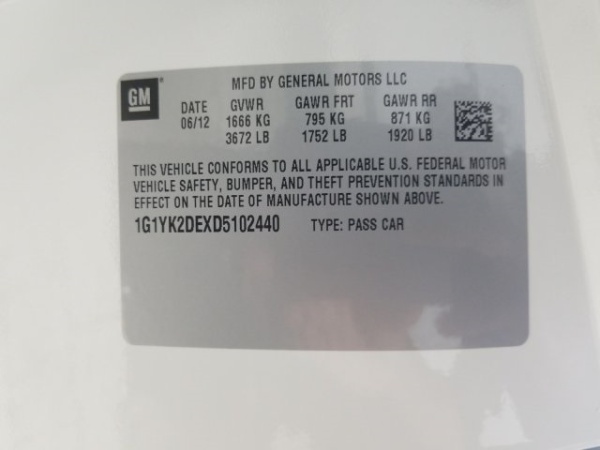 GM
MFD BY GENERAL MOTORS LLC
DATE GVWR GAWR FRT GAWR RR
06/12 1666 KG 795 KG 871 KG
3672 LB 1752 LB 1920 LB
THIS VEHICLE CONFORMS TO ALL APPLICABLE U.S. FEDERAL MOTOR
VEHICLE SAFETY, BUMPER, AND THEFT PREVENTION STANDARDS IN
EFFECT ON THE DATE OF MANUFACTURE SHOWN ABOVE.
1G1YK2DEXD5102440 TYPE: PASS CAR